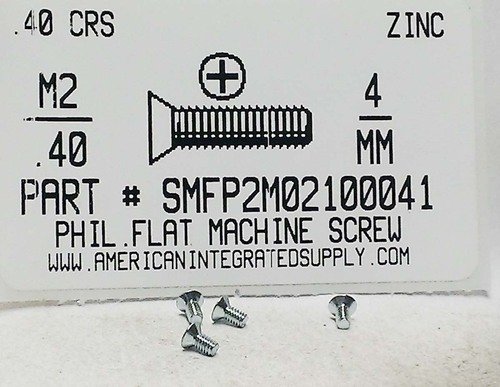 .40 CRS ZINC
M2 4
.40 MM
PART # SMFP2M02100041
PHIL.FLAT MACHINE SCREW
WWW.AMERICANINTEGRATEDSUPPLY.COM